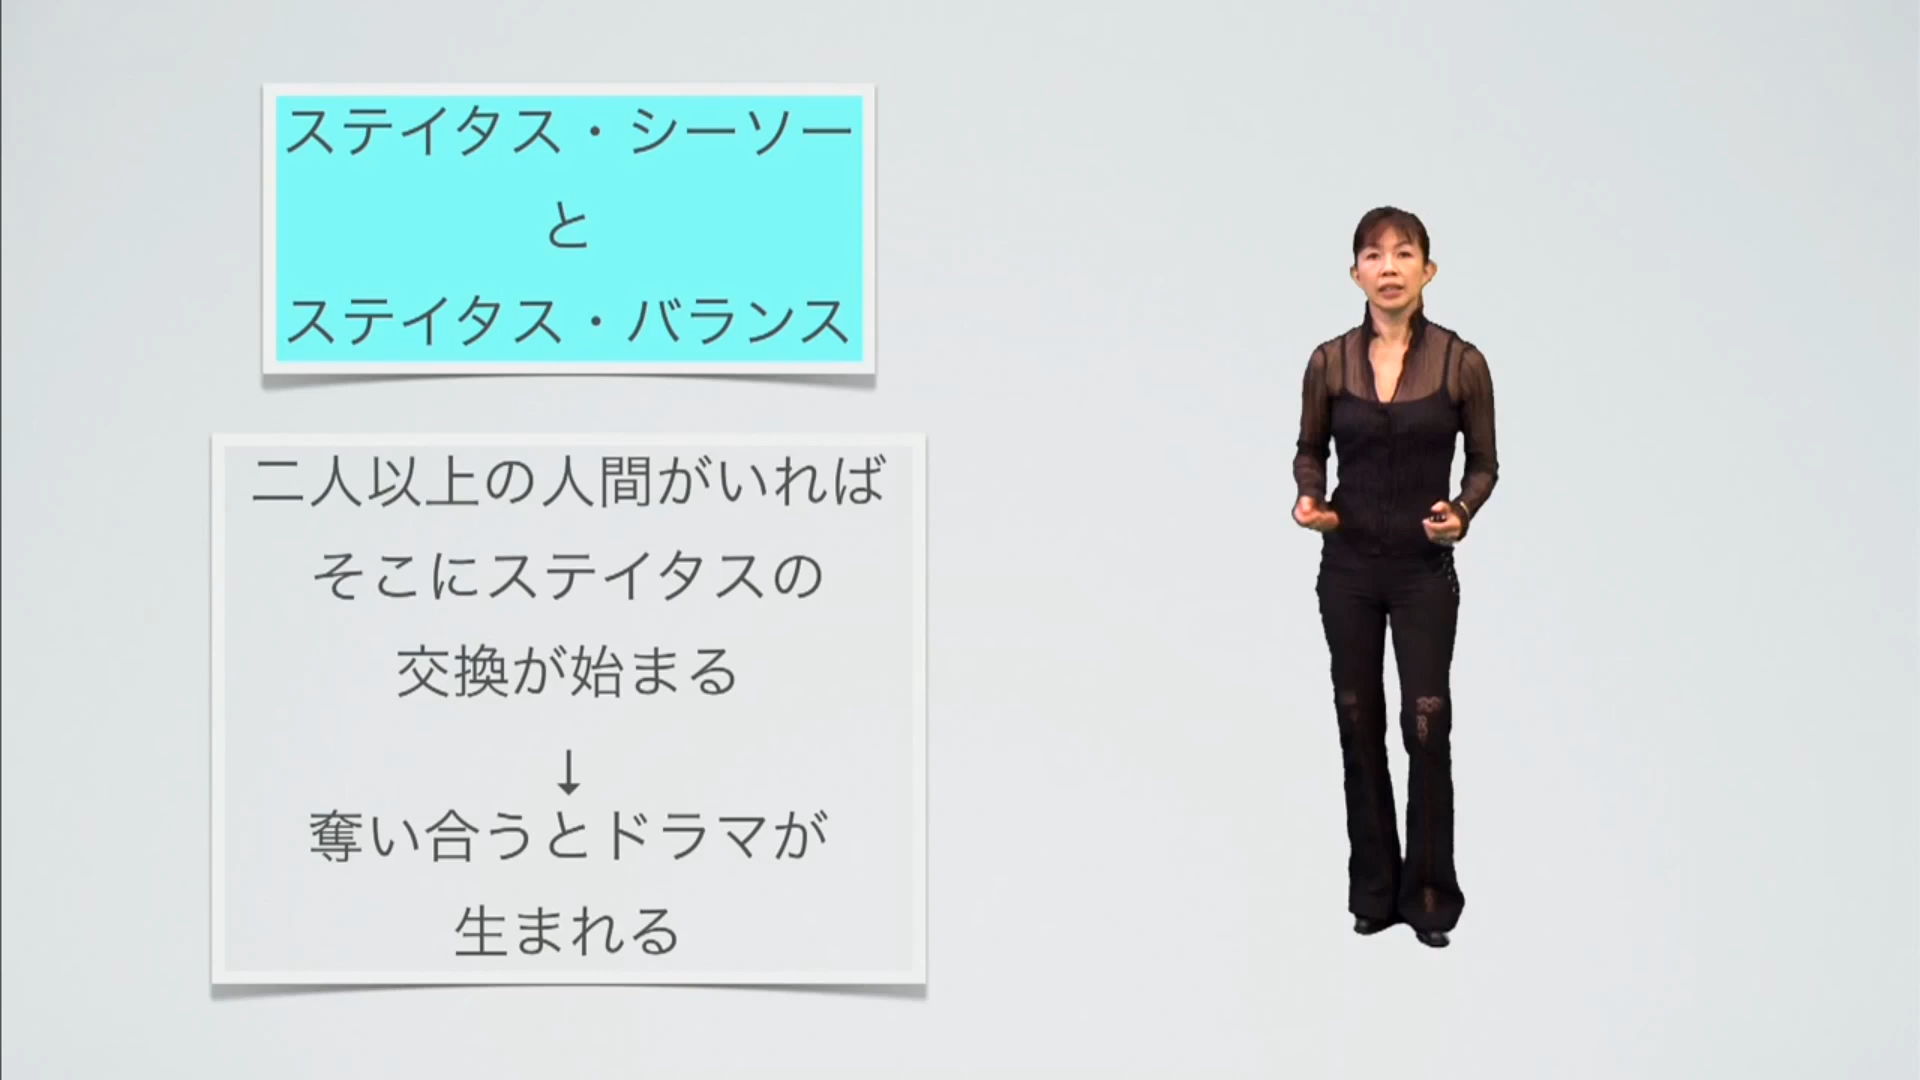 ステイタス・シーソー
と
ステイタス・バランス
二人以上の人間がいれば
そこにステイタスの
交換が始まる
↓
奪い合うとドラマが
生まれる